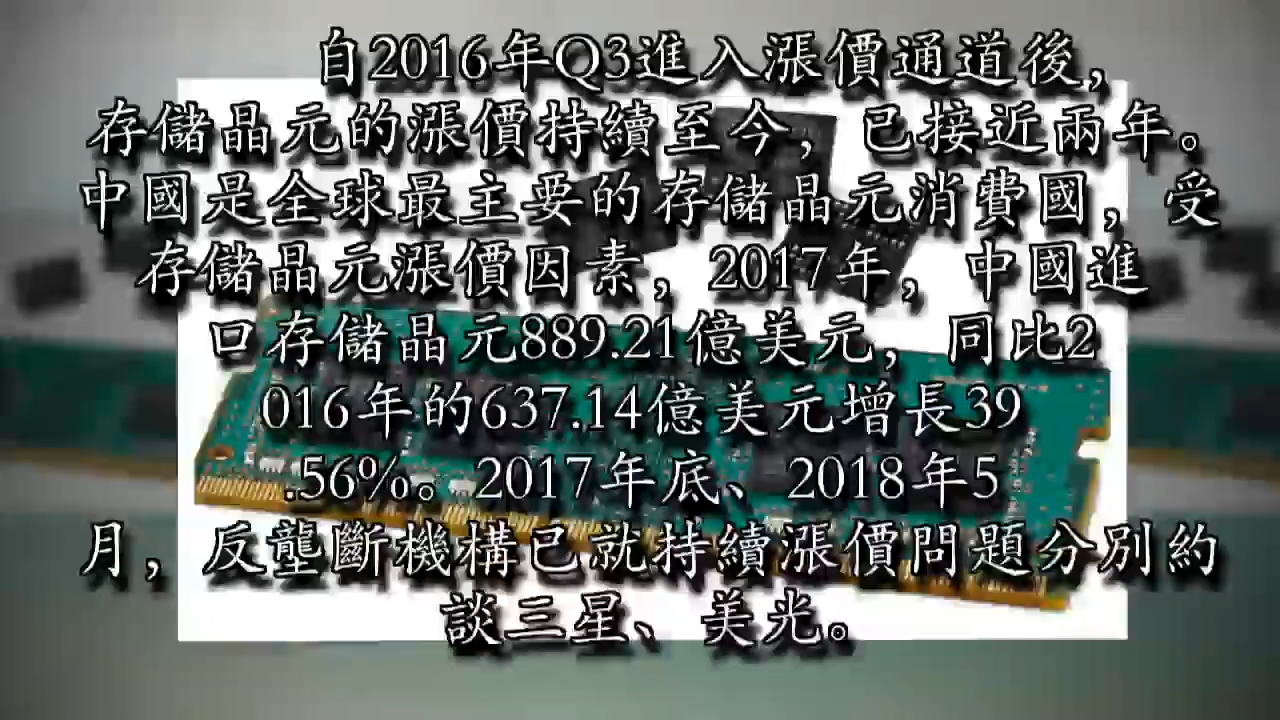 自2016年Q3進入漲價通道後，
存儲晶元的漲價持續至今，已接近兩年。
中國是全球最主要的存儲晶元消費國，受
存儲晶元漲價因素，2017年，中國進
口存儲晶元889.21億美元，同比2
016年的637.14億美元增長39
.56%。2017年底、2018年5
月，反壟斷機構已就持續漲價問題分別約
談三星、美光。